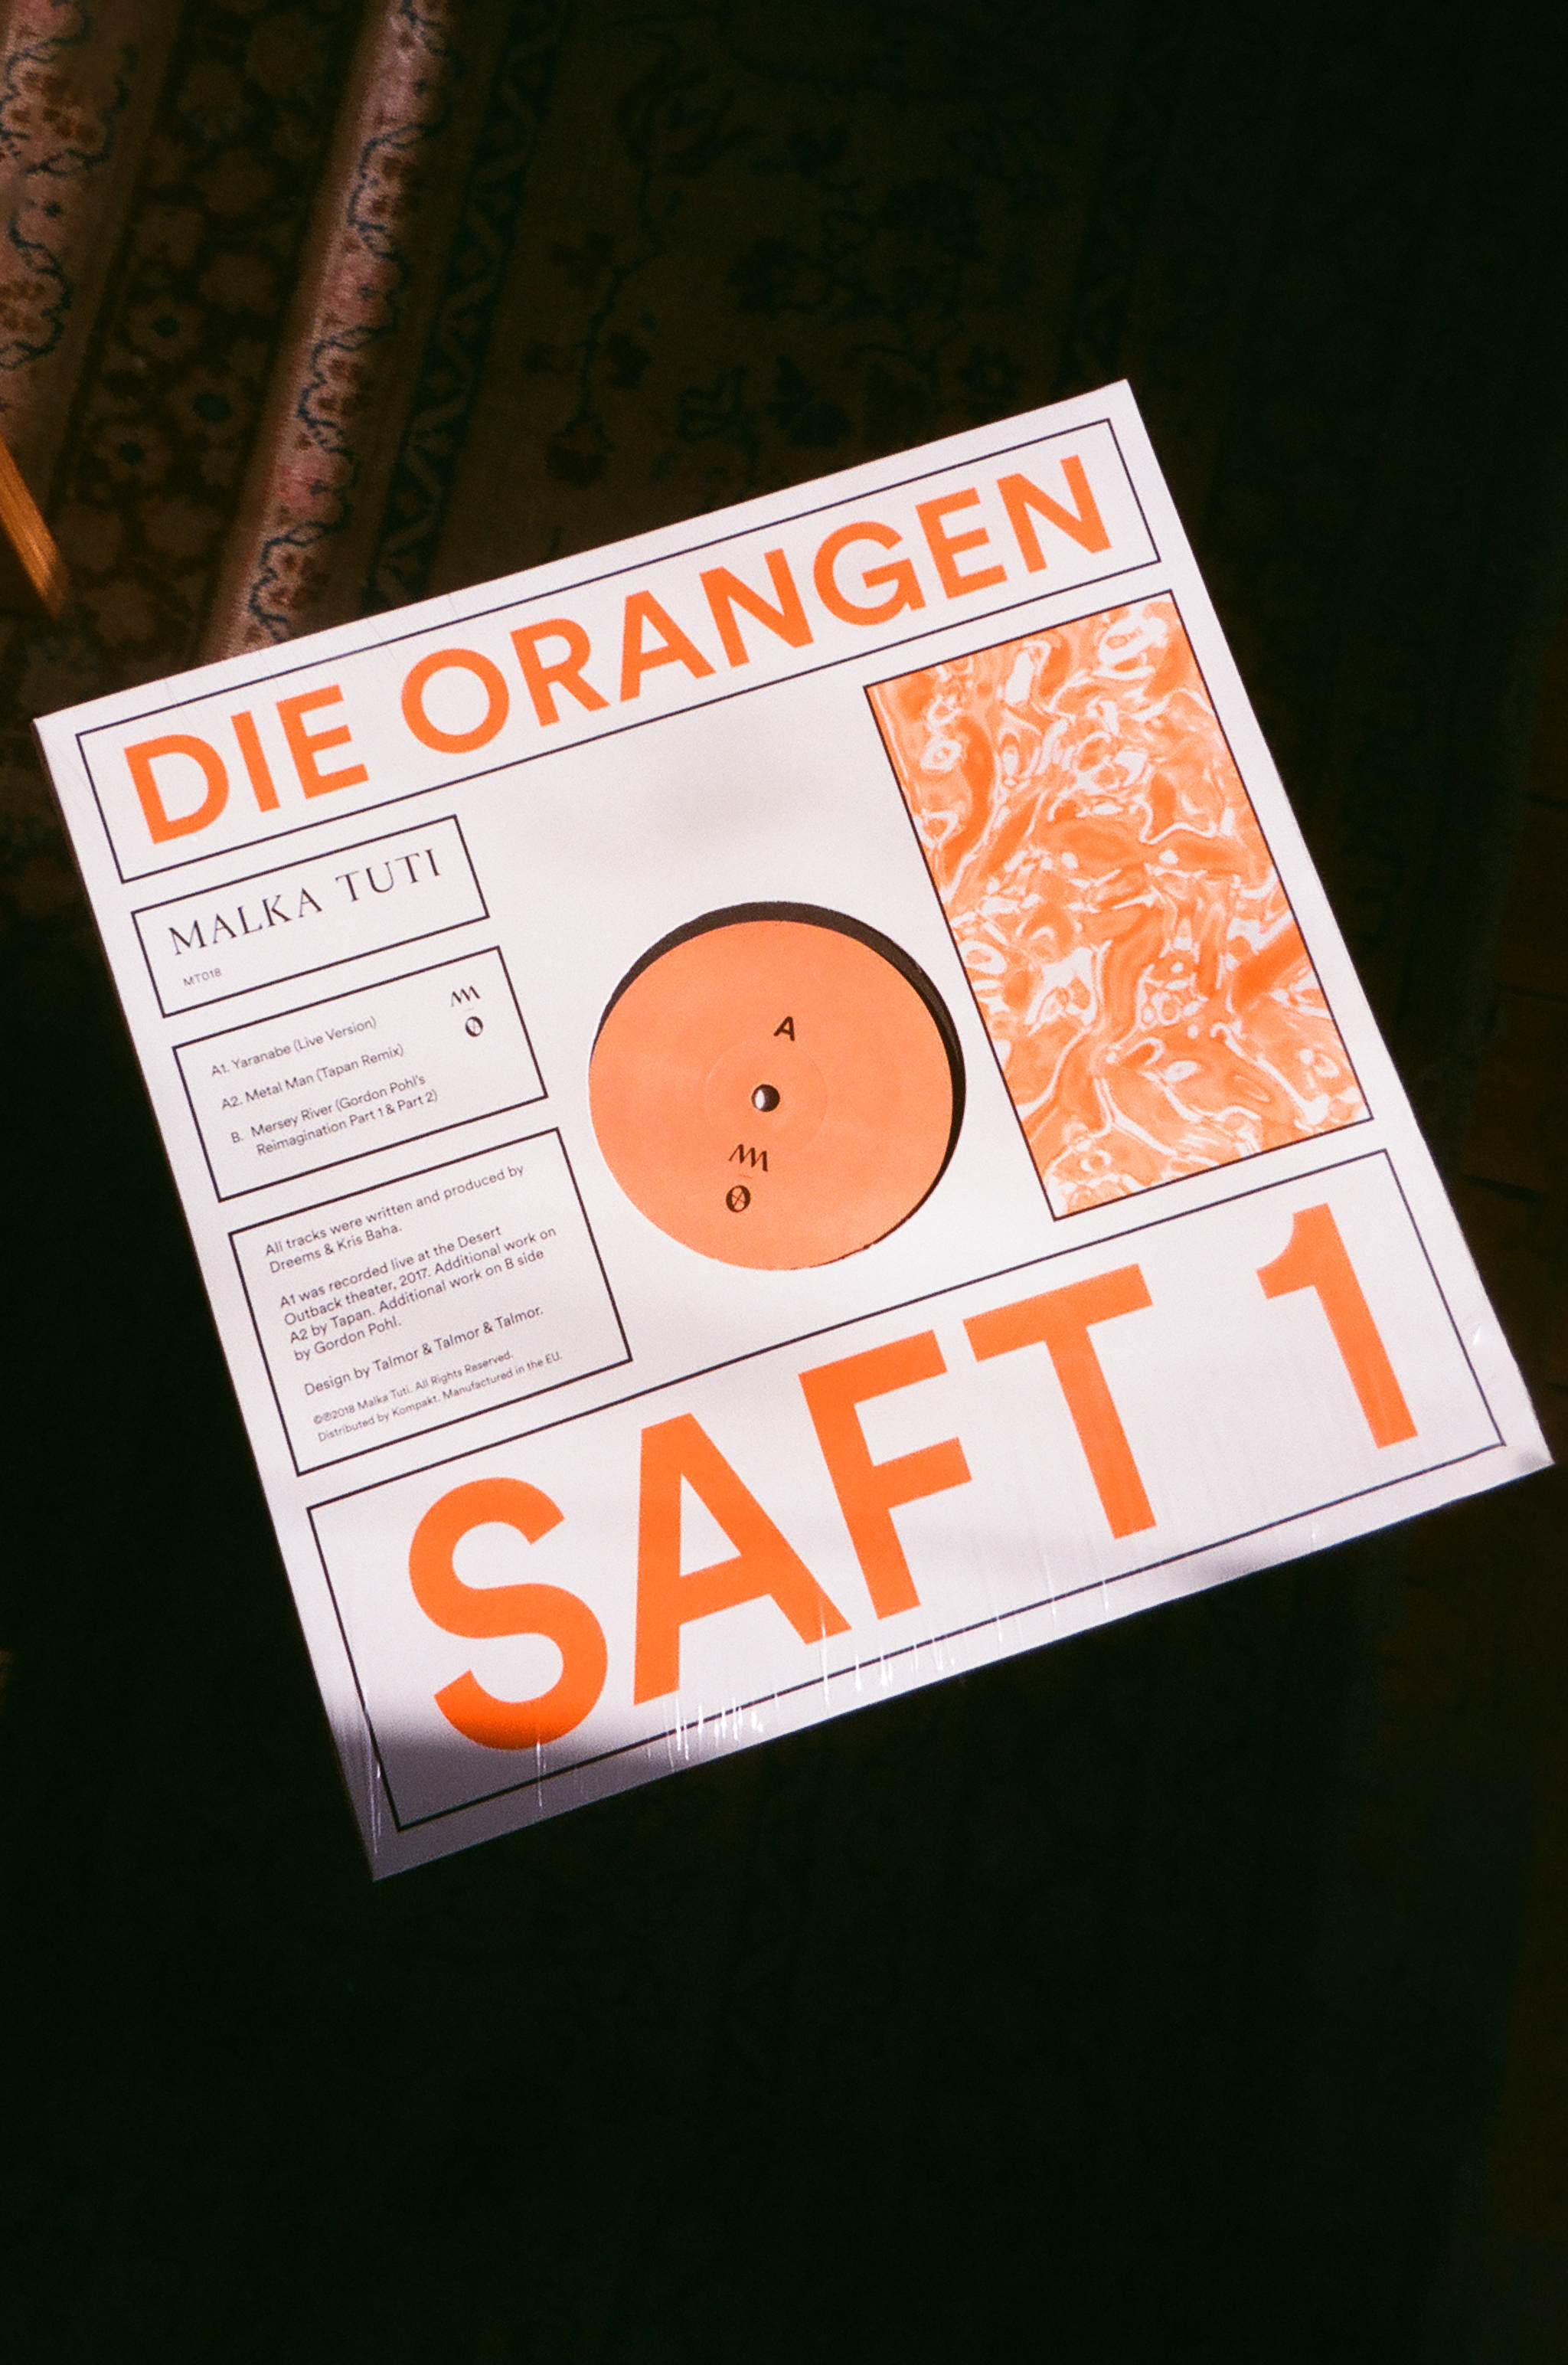 DIE ORANGEN
MALKA TUTI
MT018
A1. Yaranabe (Live Version)
A2. Metal Man (Tapan Remix)
B. Mersey River (Gordon Pohl's
Reimagination Part 1 & Part 2)
All tracks were written and produced by
Dreems & Kris Baha.
A1 was recorded live at the Desert
Outback theater, 2017. Additional work on
A2 by Tapan. Additional work on B side
by Gordon Pohl.
Design by Talmor & Talmor & Talmor.
©℗2018 Malka Tuti. All Rights Reserved.
Distributed by Kompakt. Manufactured in the EU.
A
SAFT 1